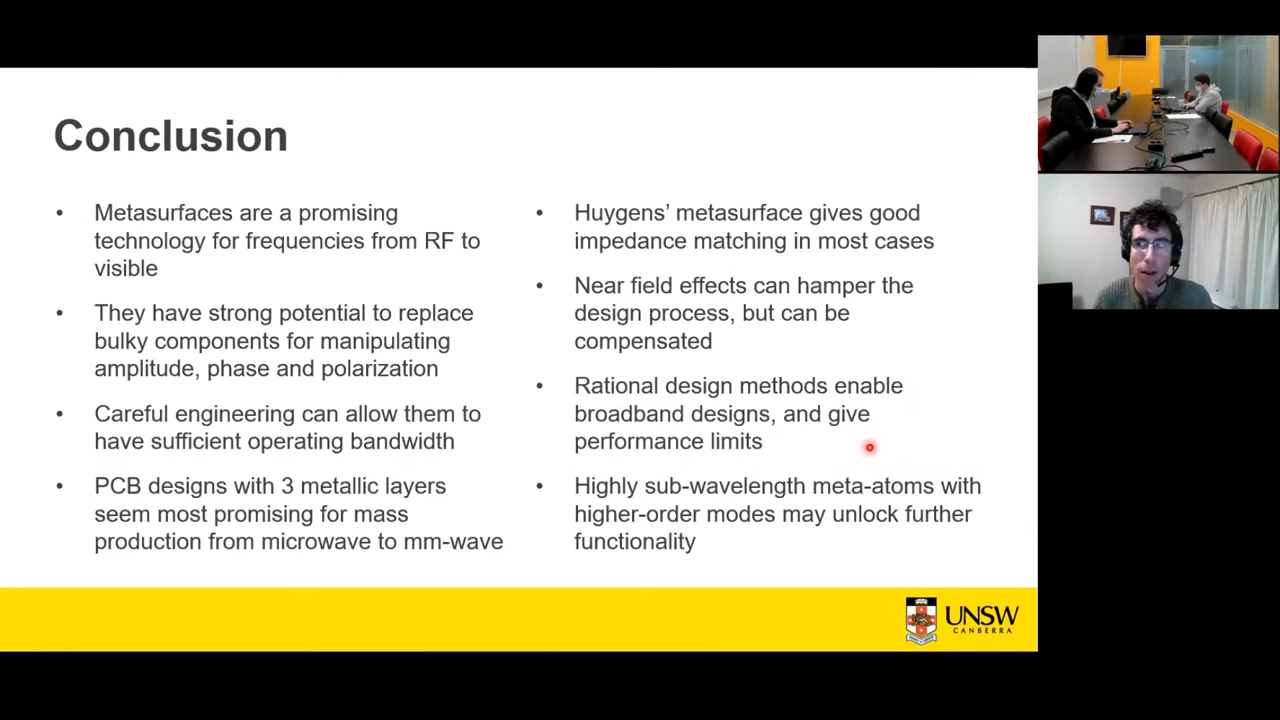 Conclusion
• Metasurfaces are a promising
technology for frequencies from RF to
visible
• They have strong potential to replace
bulky components for manipulating
amplitude, phase and polarization
• Careful engineering can allow them to
have sufficient operating bandwidth
• PCB designs with 3 metallic layers
seem most promising for mass
production from microwave to mm-wave
• Huygens’ metasurface gives good
impedance matching in most cases
• Near field effects can hamper the
design process, but can be
compensated
• Rational design methods enable
broadband designs, and give
performance limits
• Highly sub-wavelength meta-atoms with
higher-order modes may unlock further
functionality
UNSW
CANBERRA